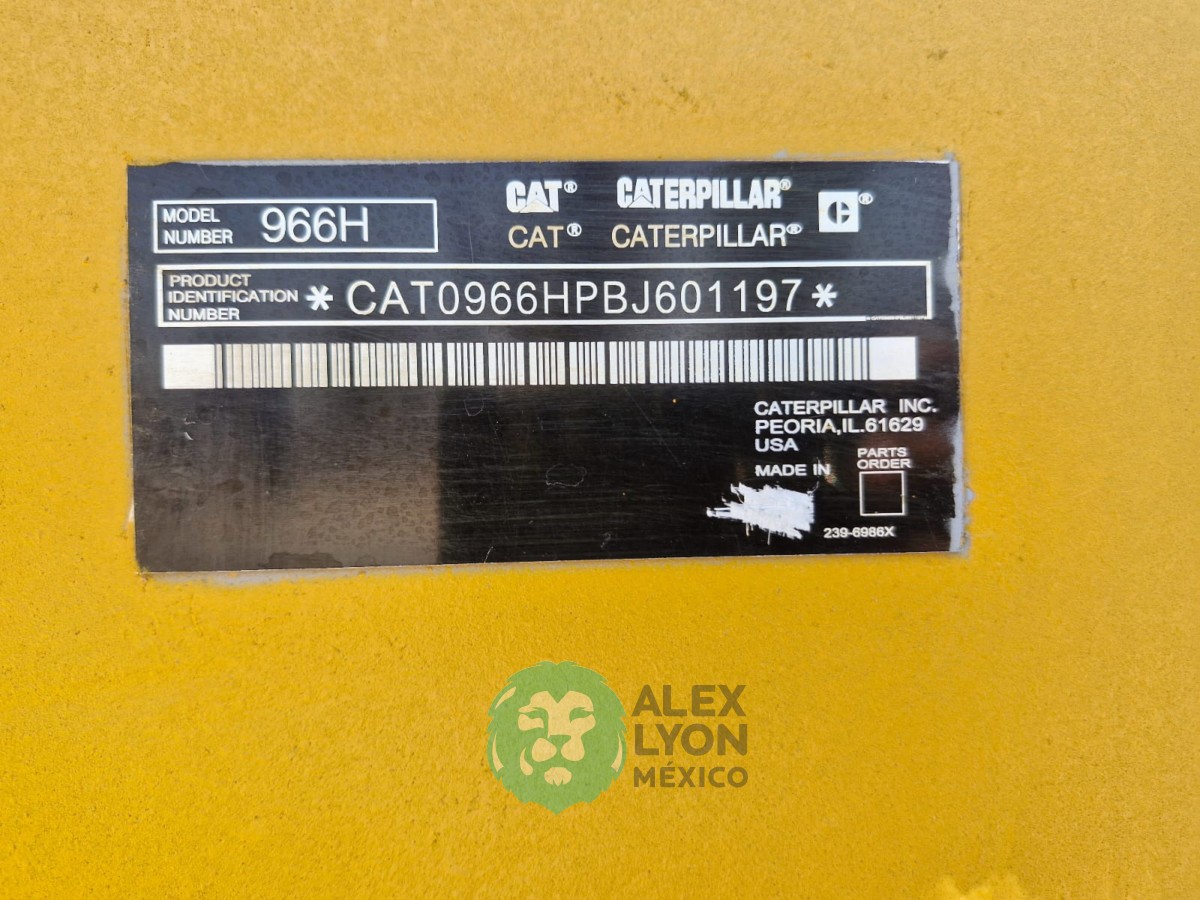 MODEL
NUMBER 966H
CAT® CATERPILLAR® C®
CAT® CATERPILLAR®
PRODUCT
IDENTIFICATION
NUMBER
* CAT0966HPBJ601197 *
CATERPILLAR INC.
PEORIA,IL.61629
USA
MADE IN
PARTS
ORDER
239-6986X
ALEX
LYON
MÉXICO